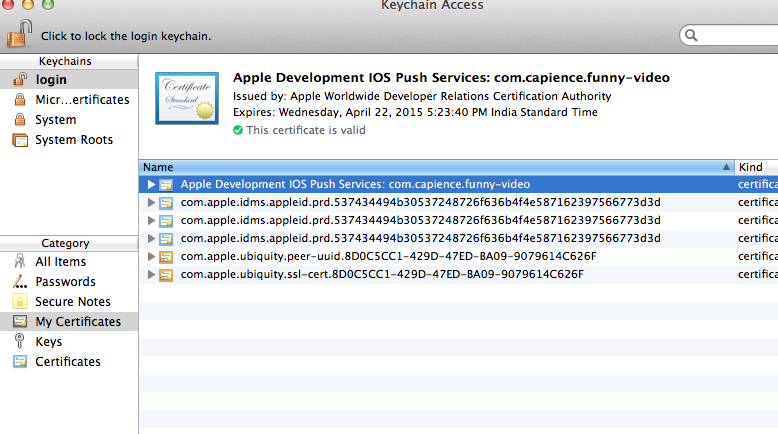 Keychain Access
Click to lock the login keychain.
Keychains
login
Micr...ertificates
System
System Roots
Certificate
Standard
Apple Development IOS Push Services: com.capience.funny-video
Issued by: Apple Worldwide Developer Relations Certification Authority
Expires: Wednesday, April 22, 2015 5:23:40 PM India Standard Time
This certificate is valid
Name Kind
Apple Development IOS Push Services: com.capience.funny-video certifica
com.apple.idms.appleid.prd.537434494b30537248726f636b4f4e587162397566773d3d certifica
com.apple.idms.appleid.prd.537434494b30537248726f636b4f4e587162397566773d3d certifica
com.apple.idms.appleid.prd.537434494b30537248726f636b4f4e587162397566773d3d certifica
com.apple.ubiquity.peer-uuid.8D0C5CC1-429D-47ED-BA09-9079614C626F certifica
com.apple.ubiquity.ssl-cert.8D0C5CC1-429D-47ED-BA09-9079614C626F certifica
Category
All Items
Passwords
Secure Notes
My Certificates
Keys
Certificates